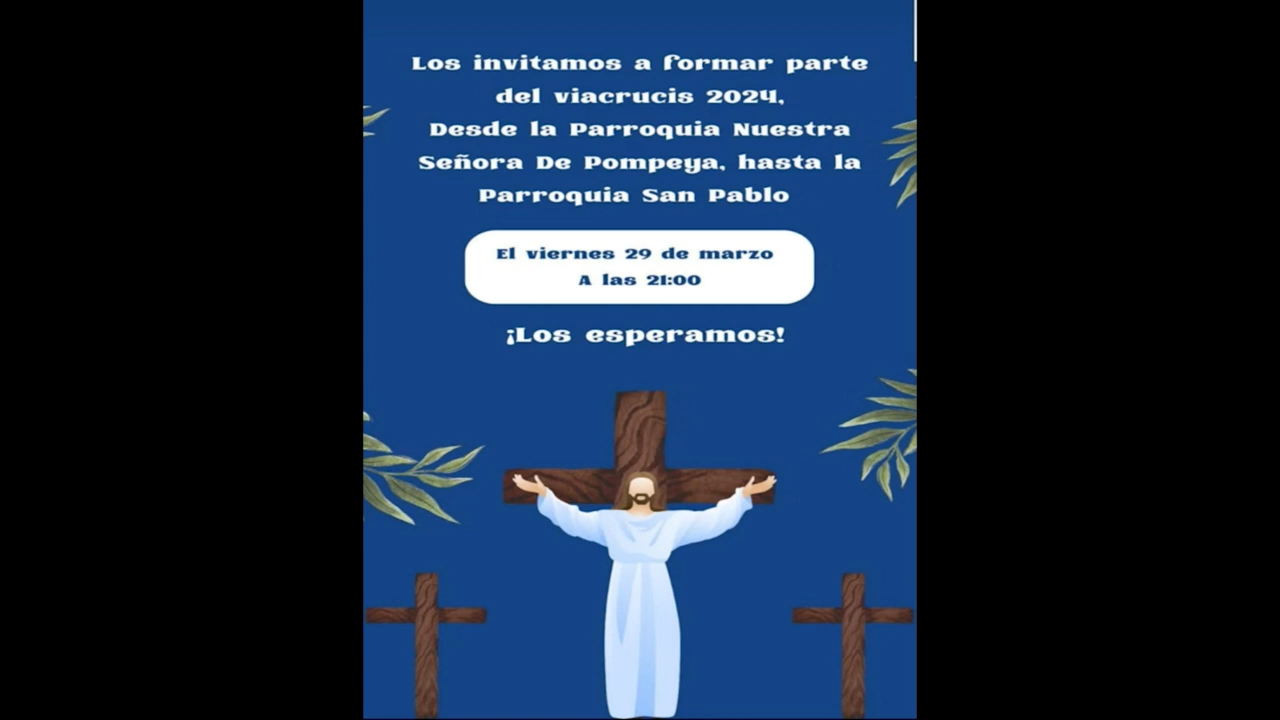 Los invitamos a formar parte
del viacrucis 2024,
Desde la Parroquia Nuestra
Señora De Pompeya, hasta la
Parroquia San Pablo
El viernes 29 de marzo
A las 21:00
¡Los esperamos!